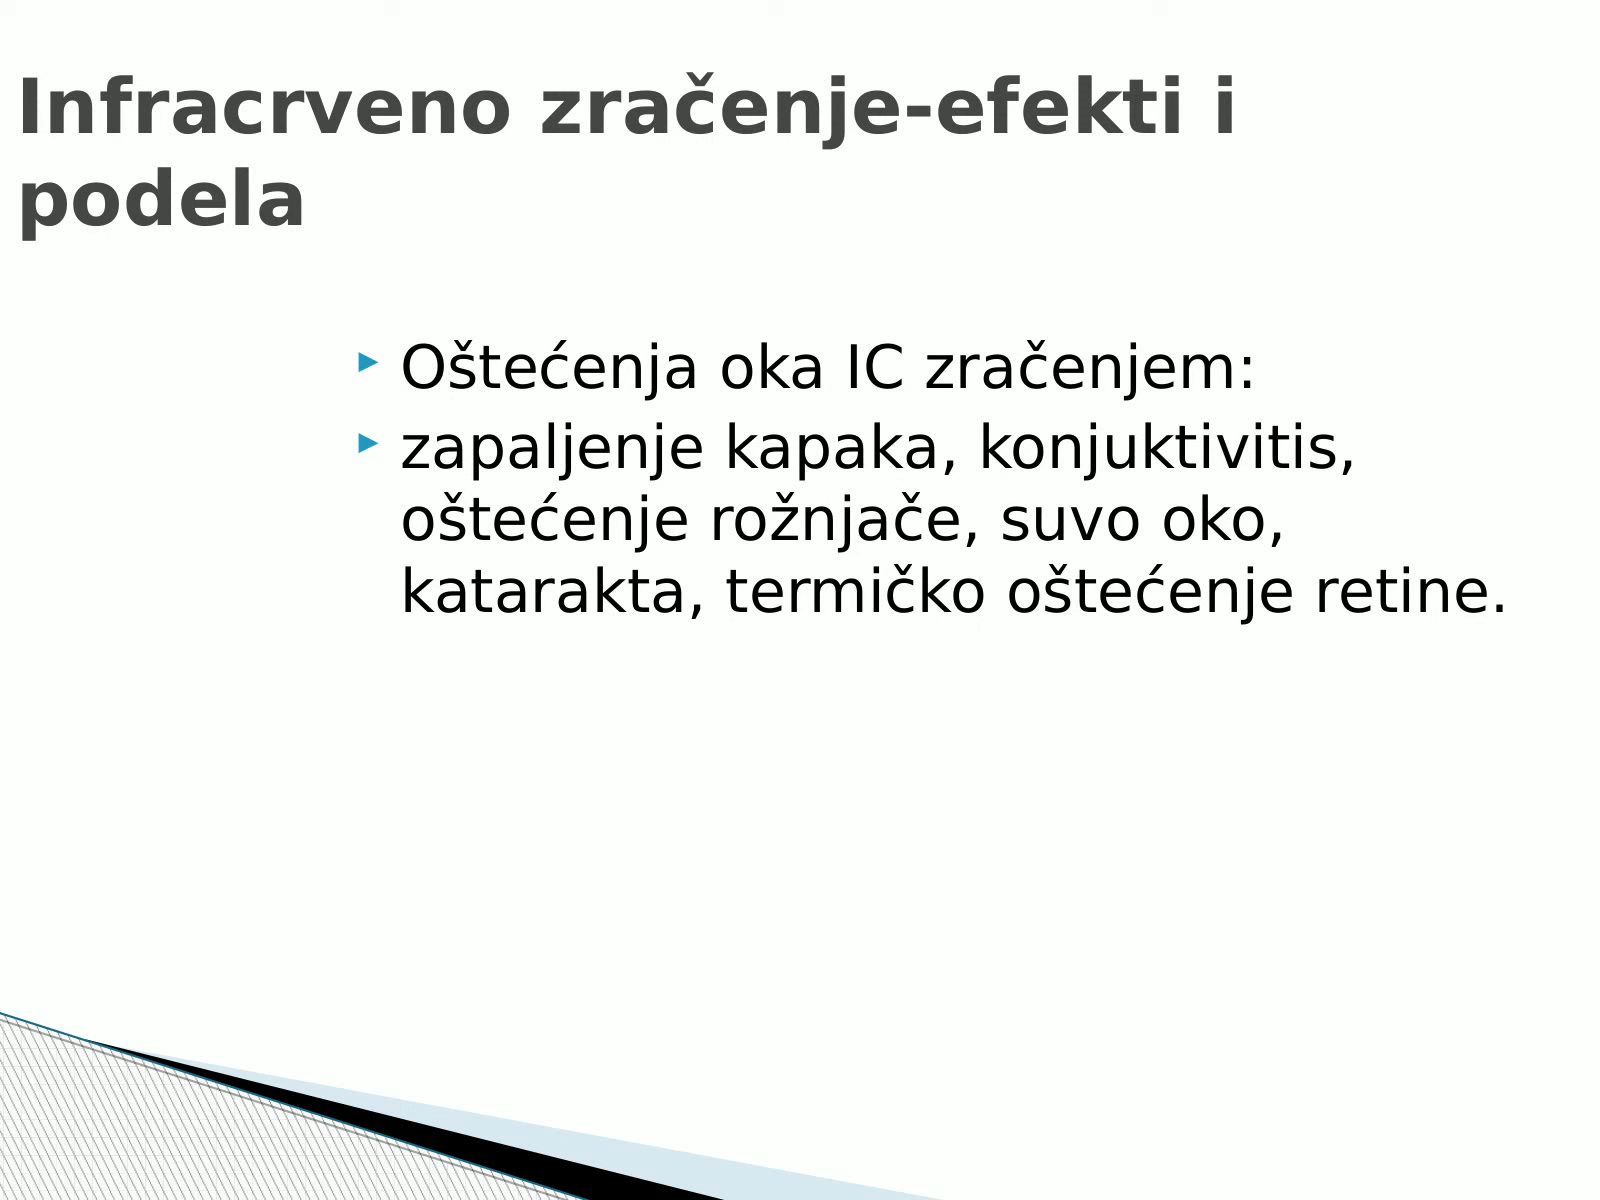 Infracrveno zračenje-efekti i
podela
Oštećenja oka IC zračenjem:
zapaljenje kapaka, konjuktivitis,
oštećenje rožnjače, suvo oko,
katarakta, termičko oštećenje retine.